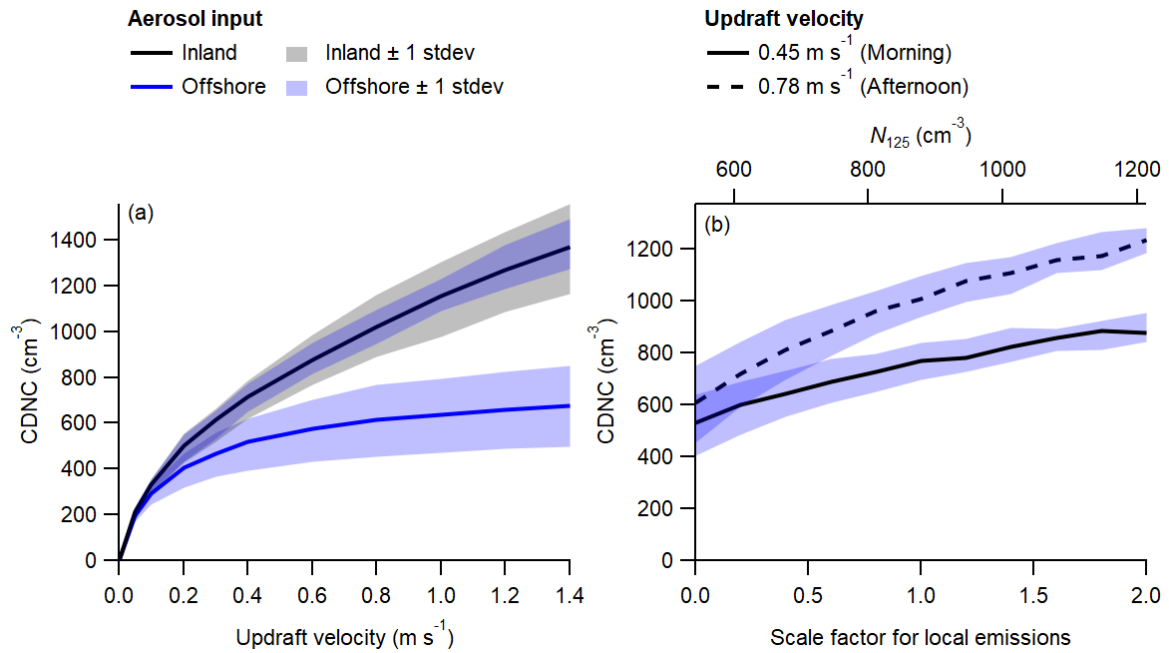 Aerosol input
Inland
Inland ± 1 stdev
Offshore
Offshore ± 1 stdev
Updraft velocity
0.45 m s⁻¹ (Morning)
0.78 m s⁻¹ (Afternoon)
(a)
CDNC (cm⁻³)
1400
1200
1000
800
600
400
200
0
0.0 0.2 0.4 0.6 0.8 1.0 1.2 1.4
Updraft velocity (m s⁻¹)
N₁₂₅ (cm⁻³)
600 800 1000 1200
(b)
CDNC (cm⁻³)
1200
1000
800
600
400
200
0
0.0 0.5 1.0 1.5 2.0
Scale factor for local emissions